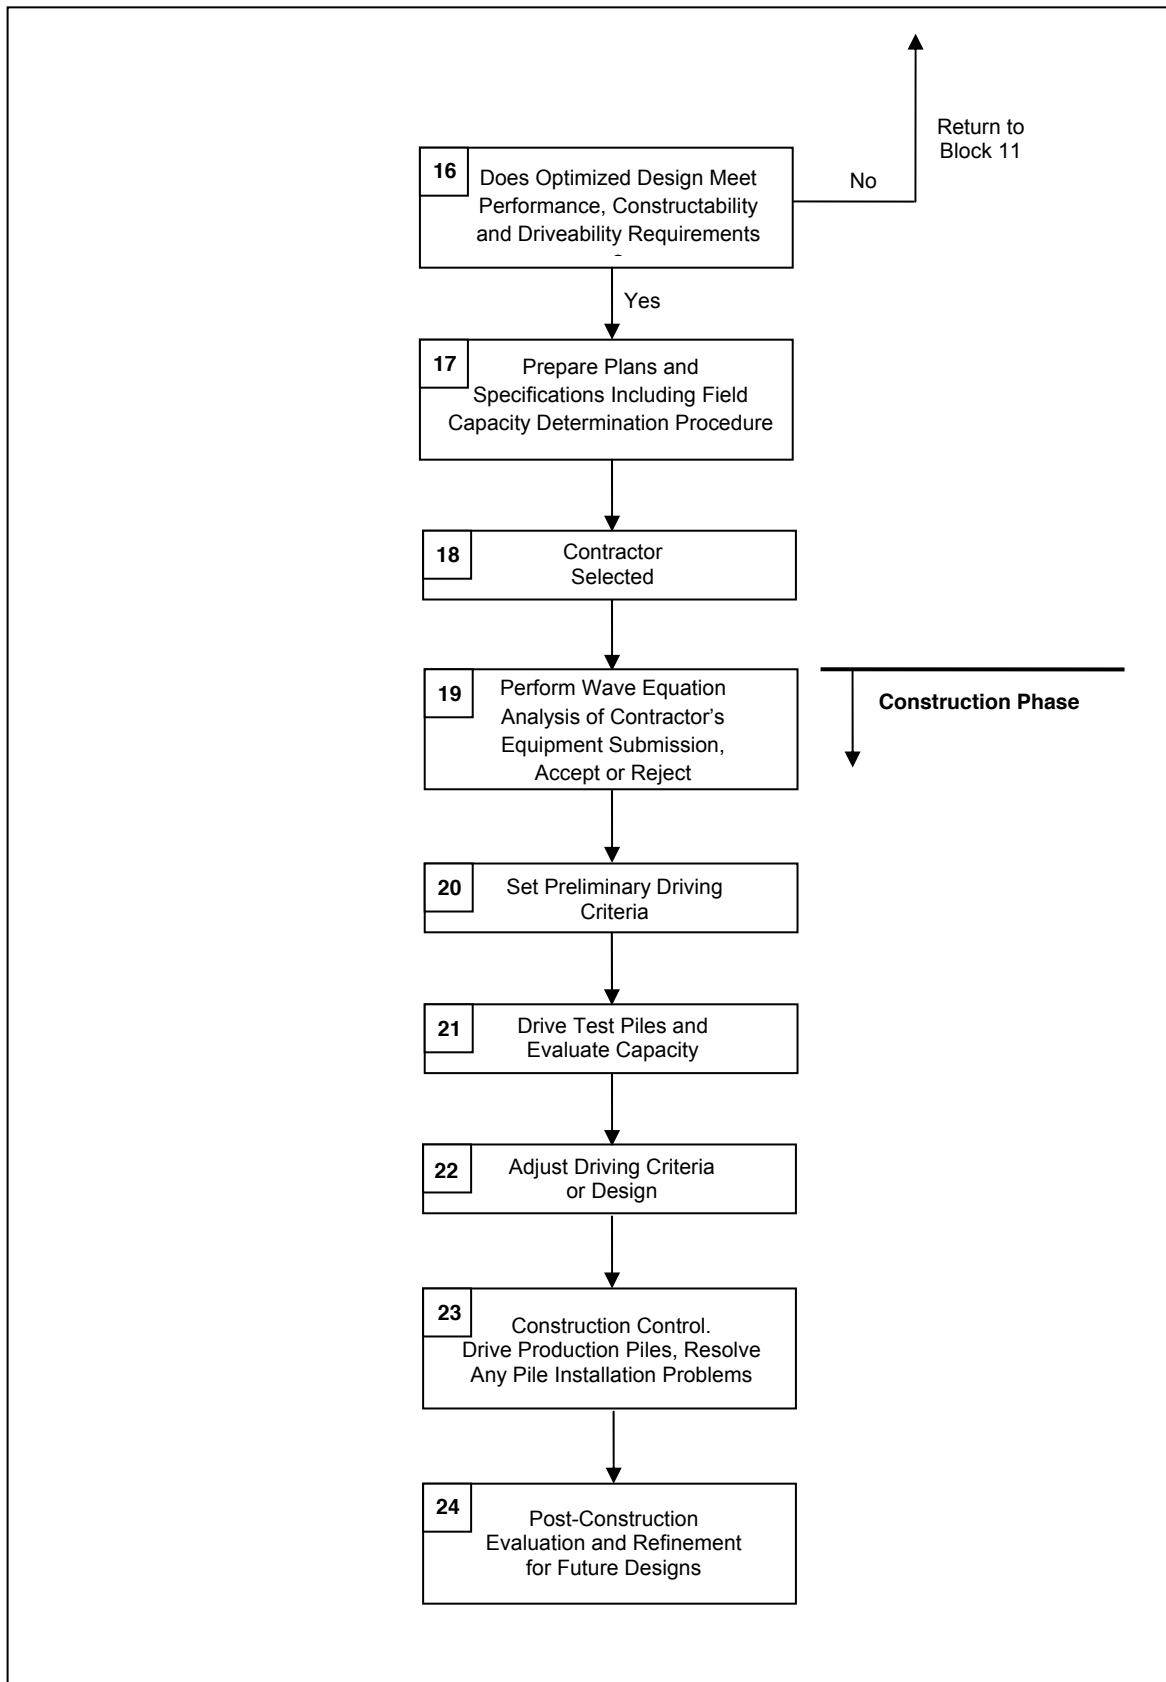 Return to
Block 11
No
16
Does Optimized Design Meet
Performance, Constructability
and Driveability Requirements
Yes
17
Prepare Plans and
Specifications Including Field
Capacity Determination Procedure
18
Contractor
Selected
19
Perform Wave Equation
Analysis of Contractor’s
Equipment Submission,
Accept or Reject
Construction Phase
20
Set Preliminary Driving
Criteria
21
Drive Test Piles and
Evaluate Capacity
22
Adjust Driving Criteria
or Design
23
Construction Control.
Drive Production Piles, Resolve
Any Pile Installation Problems
24
Post-Construction
Evaluation and Refinement
for Future Designs